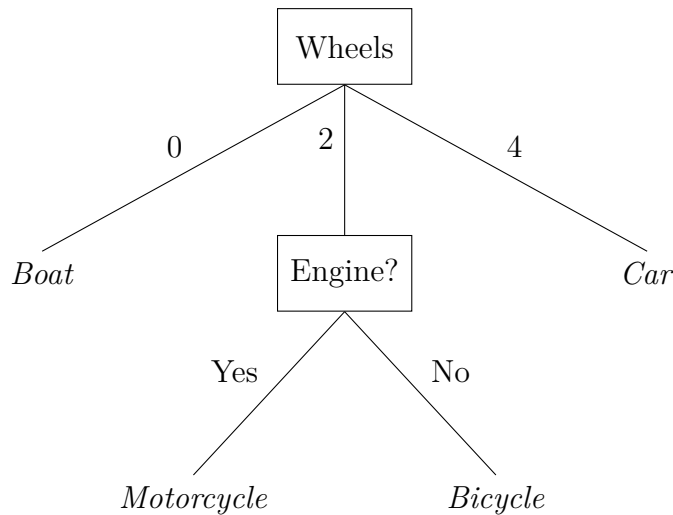 Wheels
0
2
4
Boat
Engine?
Car
Yes
No
Motorcycle
Bicycle